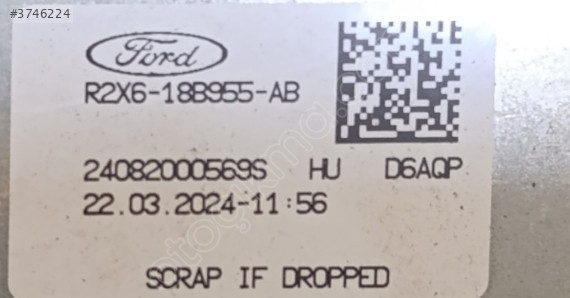 #3746224
Ford
R2X6-18B955-AB
24082000569S HU D6AQP
22.03.2024-11:56
SCRAP IF DROPPED